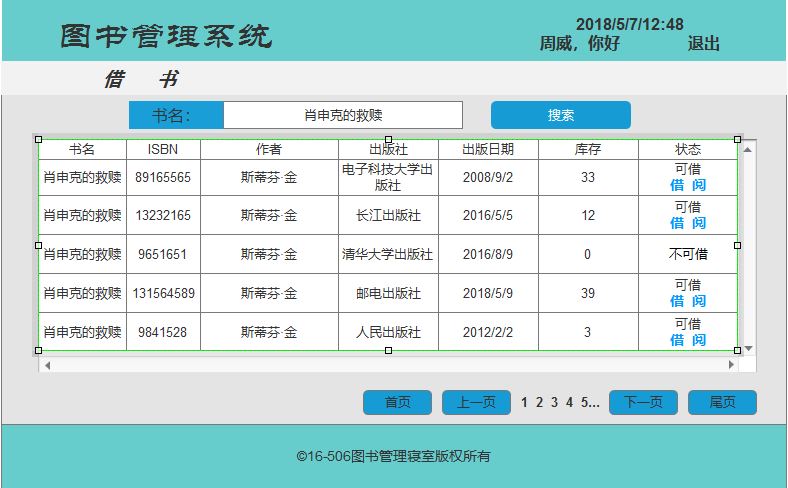 图书管理系统
2018/5/7/12:48
周威，你好 退出
借 书
书名： 肖申克的救赎 搜索
书名 ISBN 作者 出版社 出版日期 库存 状态
肖申克的救赎 89165565 斯蒂芬·金 电子科技大学出版社 2008/9/2 33 可借 借 阅
肖申克的救赎 13232165 斯蒂芬·金 长江出版社 2016/5/5 12 可借 借 阅
肖申克的救赎 9651651 斯蒂芬·金 清华大学出版社 2016/8/9 0 不可借
肖申克的救赎 131564589 斯蒂芬·金 邮电出版社 2018/5/9 39 可借 借 阅
肖申克的救赎 9841528 斯蒂芬·金 人民出版社 2012/2/2 3 可借 借 阅
首页 上一页 1 2 3 4 5... 下一页 尾页
©16-506图书管理寝室版权所有